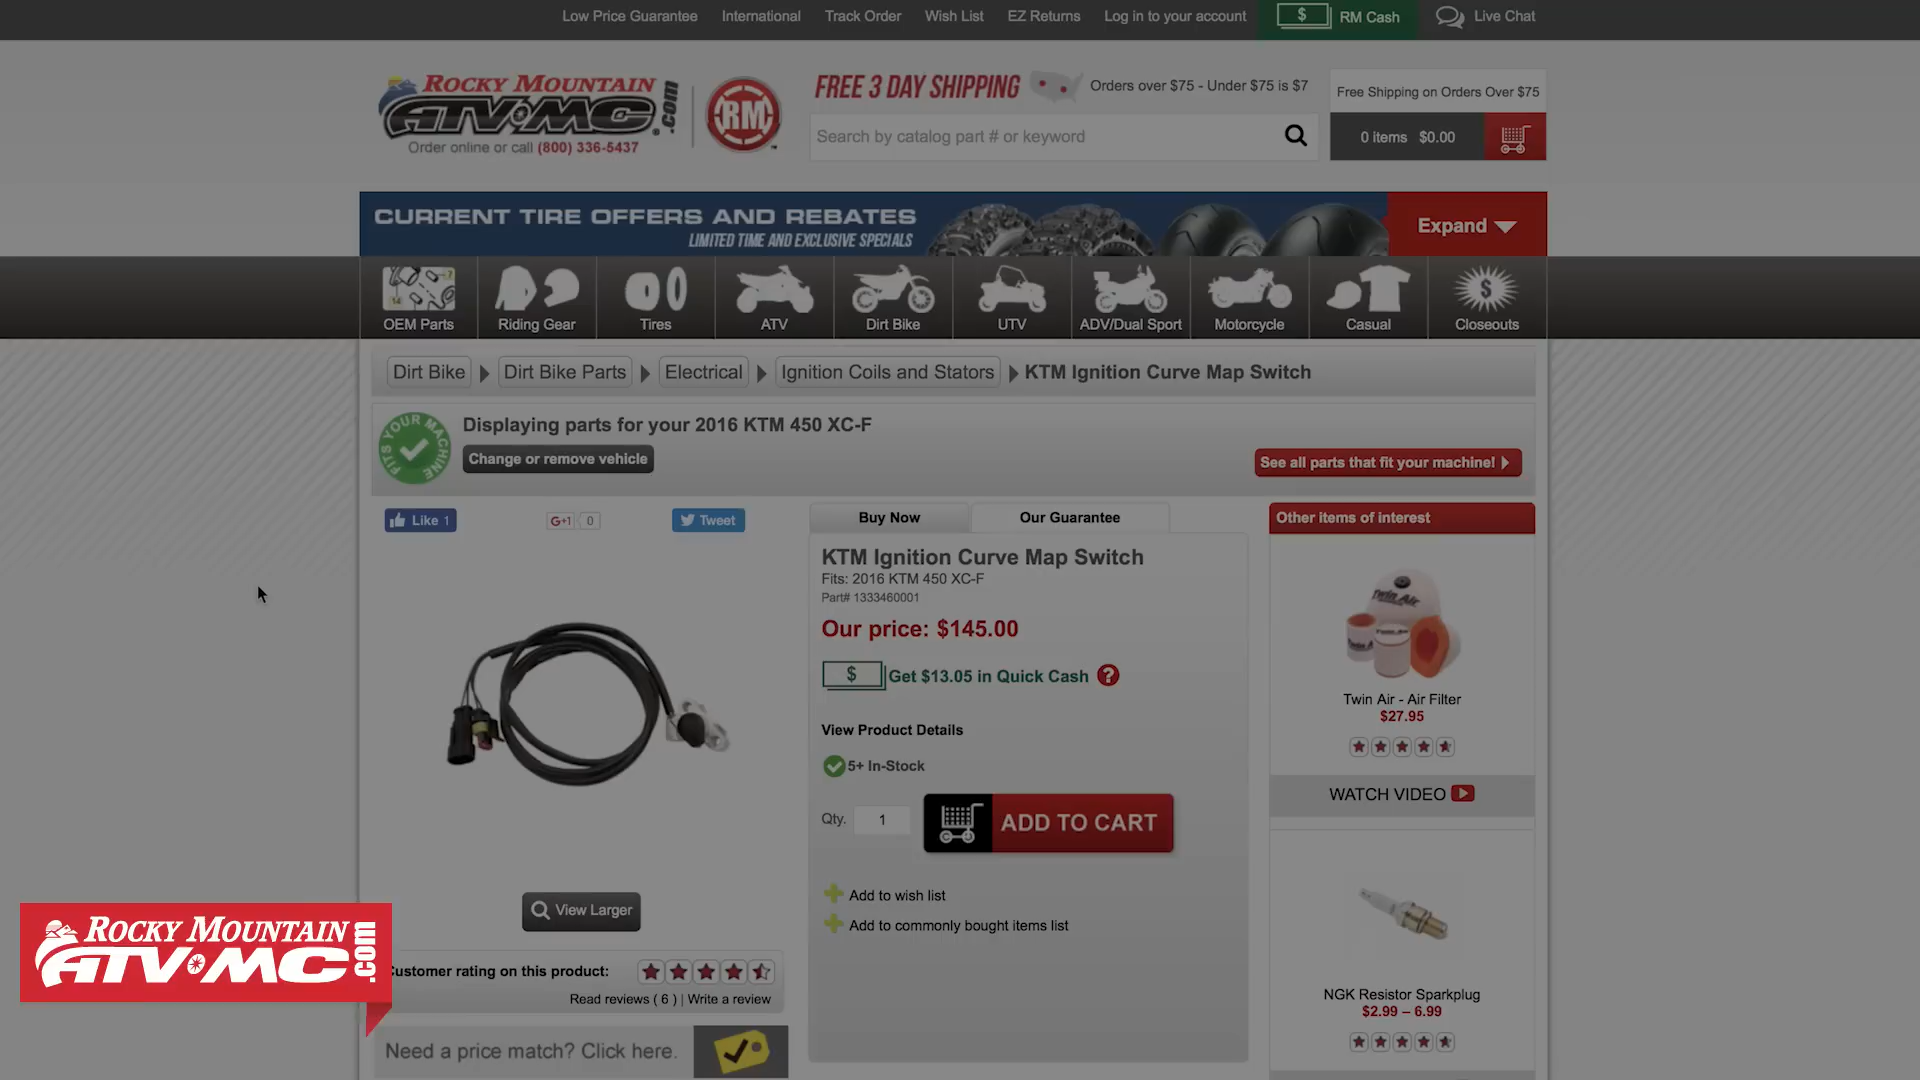 Low Price Guarantee International Track Order Wish List EZ Returns Log in to your account $ RM Cash Live Chat
ROCKY MOUNTAIN
ATV·MC.com
Order online or call (800) 336-5437
RM
FREE 3 DAY SHIPPING Orders over $75 - Under $75 is $7
Search by catalog part # or keyword
Free Shipping on Orders Over $75
0 items $0.00
CURRENT TIRE OFFERS AND REBATES
LIMITED TIME AND EXCLUSIVE SPECIALS
Expand
OEM Parts Riding Gear Tires ATV Dirt Bike UTV ADV/Dual Sport Motorcycle Casual Closeouts
Dirt Bike Dirt Bike Parts Electrical Ignition Coils and Stators KTM Ignition Curve Map Switch
FITS YOUR MACHINE
Displaying parts for your 2016 KTM 450 XC-F
Change or remove vehicle
See all parts that fit your machine!
Like 1
G+1 0
Tweet
Buy Now Our Guarantee
KTM Ignition Curve Map Switch
Fits: 2016 KTM 450 XC-F
Part# 1333460001
Our price: $145.00
$ Get $13.05 in Quick Cash ?
View Product Details
5+ In-Stock
Qty. 1 ADD TO CART
Add to wish list
Add to commonly bought items list
View Larger
Customer rating on this product:
Read reviews ( 6 ) | Write a review
Need a price match? Click here.
Other items of interest
Twin Air
Twin Air - Air Filter
$27.95
WATCH VIDEO
NGK Resistor Sparkplug
$2.99 – 6.99
ROCKY MOUNTAIN
ATV·MC.com